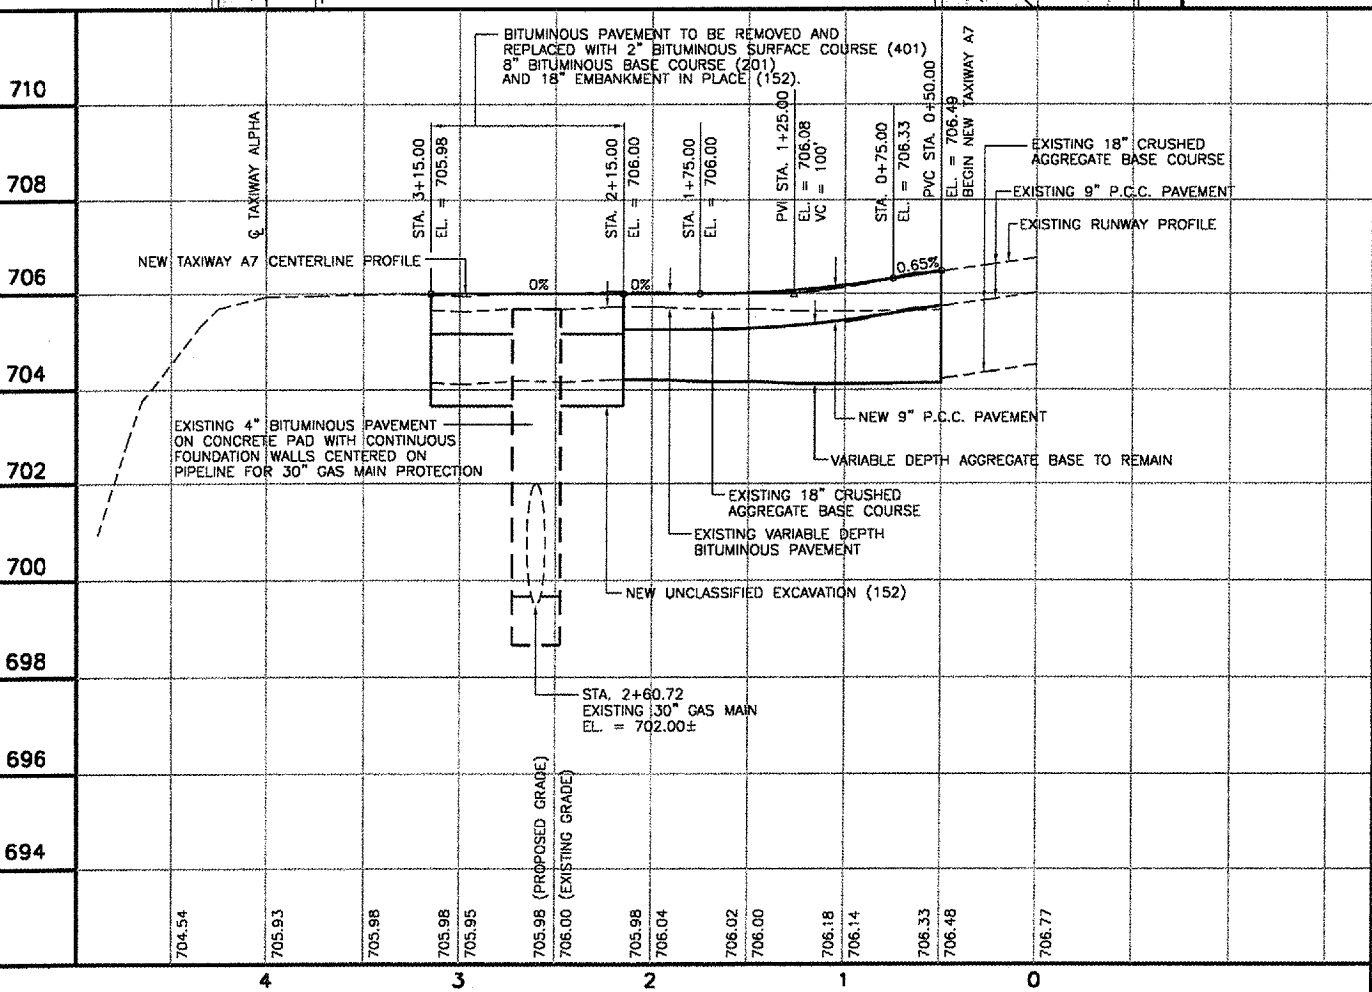 BITUMINOUS PAVEMENT TO BE REMOVED AND
REPLACED WITH 2" BITUMINOUS SURFACE COURSE (401)
8" BITUMINOUS BASE COURSE (201)
AND 18" EMBANKMENT IN PLACE (152).
710
708
706
704
702
700
698
696
694
℄ TAXIWAY ALPHA
STA. 3+15.00
EL. = 705.98
STA. 2+15.00
EL. = 706.00
STA. 1+75.00
EL. = 706.00
PVI STA. 1+25.00
EL. = 706.08
VC = 100'
STA. 0+75.00
EL. = 706.33
PVC STA. 0+50.00
EL. = 706.49
BEGIN NEW TAXIWAY A7
EXISTING 18" CRUSHED
AGGREGATE BASE COURSE
EXISTING 9" P.C.C. PAVEMENT
EXISTING RUNWAY PROFILE
NEW TAXIWAY A7 CENTERLINE PROFILE
0%
0%
0.65%
EXISTING 4" BITUMINOUS PAVEMENT
ON CONCRETE PAD WITH CONTINUOUS
FOUNDATION WALLS CENTERED ON
PIPELINE FOR 30" GAS MAIN PROTECTION
NEW 9" P.C.C. PAVEMENT
VARIABLE DEPTH AGGREGATE BASE TO REMAIN
EXISTING 18" CRUSHED
AGGREGATE BASE COURSE
EXISTING VARIABLE DEPTH
BITUMINOUS PAVEMENT
NEW UNCLASSIFIED EXCAVATION (152)
STA. 2+60.72
EXISTING 30" GAS MAIN
EL. = 702.00±
704.54
705.93
705.98
705.98
705.95
705.98 (PROPOSED GRADE)
706.00 (EXISTING GRADE)
705.98
706.04
706.02
706.00
706.18
706.14
706.33
706.48
706.77
4
3
2
1
0